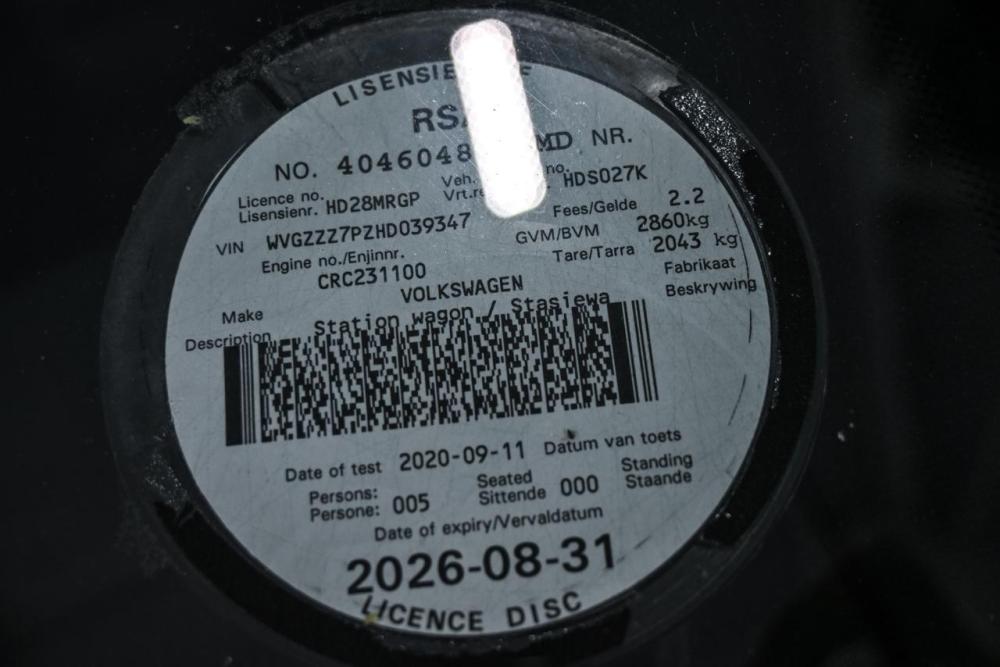 LISENSIE
RSA
NO. 4046048 MD NR.
Licence no. Veh. no.
Lisensienr. HD28MRGP Vrt. HDS027K
VIN WVGZZZ7PZHD039347 Fees/Gelde 2.2
Engine no./Enjinnr. GVM/BVM 2860kg
CRC231100 Tare/Tarra 2043 kg
Make VOLKSWAGEN Fabrikaat
Description Station wagon / Stasiewa Beskrywing
Date of test 2020-09-11 Datum van toets
Persons: 005 Seated 000 Standing
Persone: Sittende Staande
Date of expiry/Vervaldatum
2026-08-31
LICENCE DISC